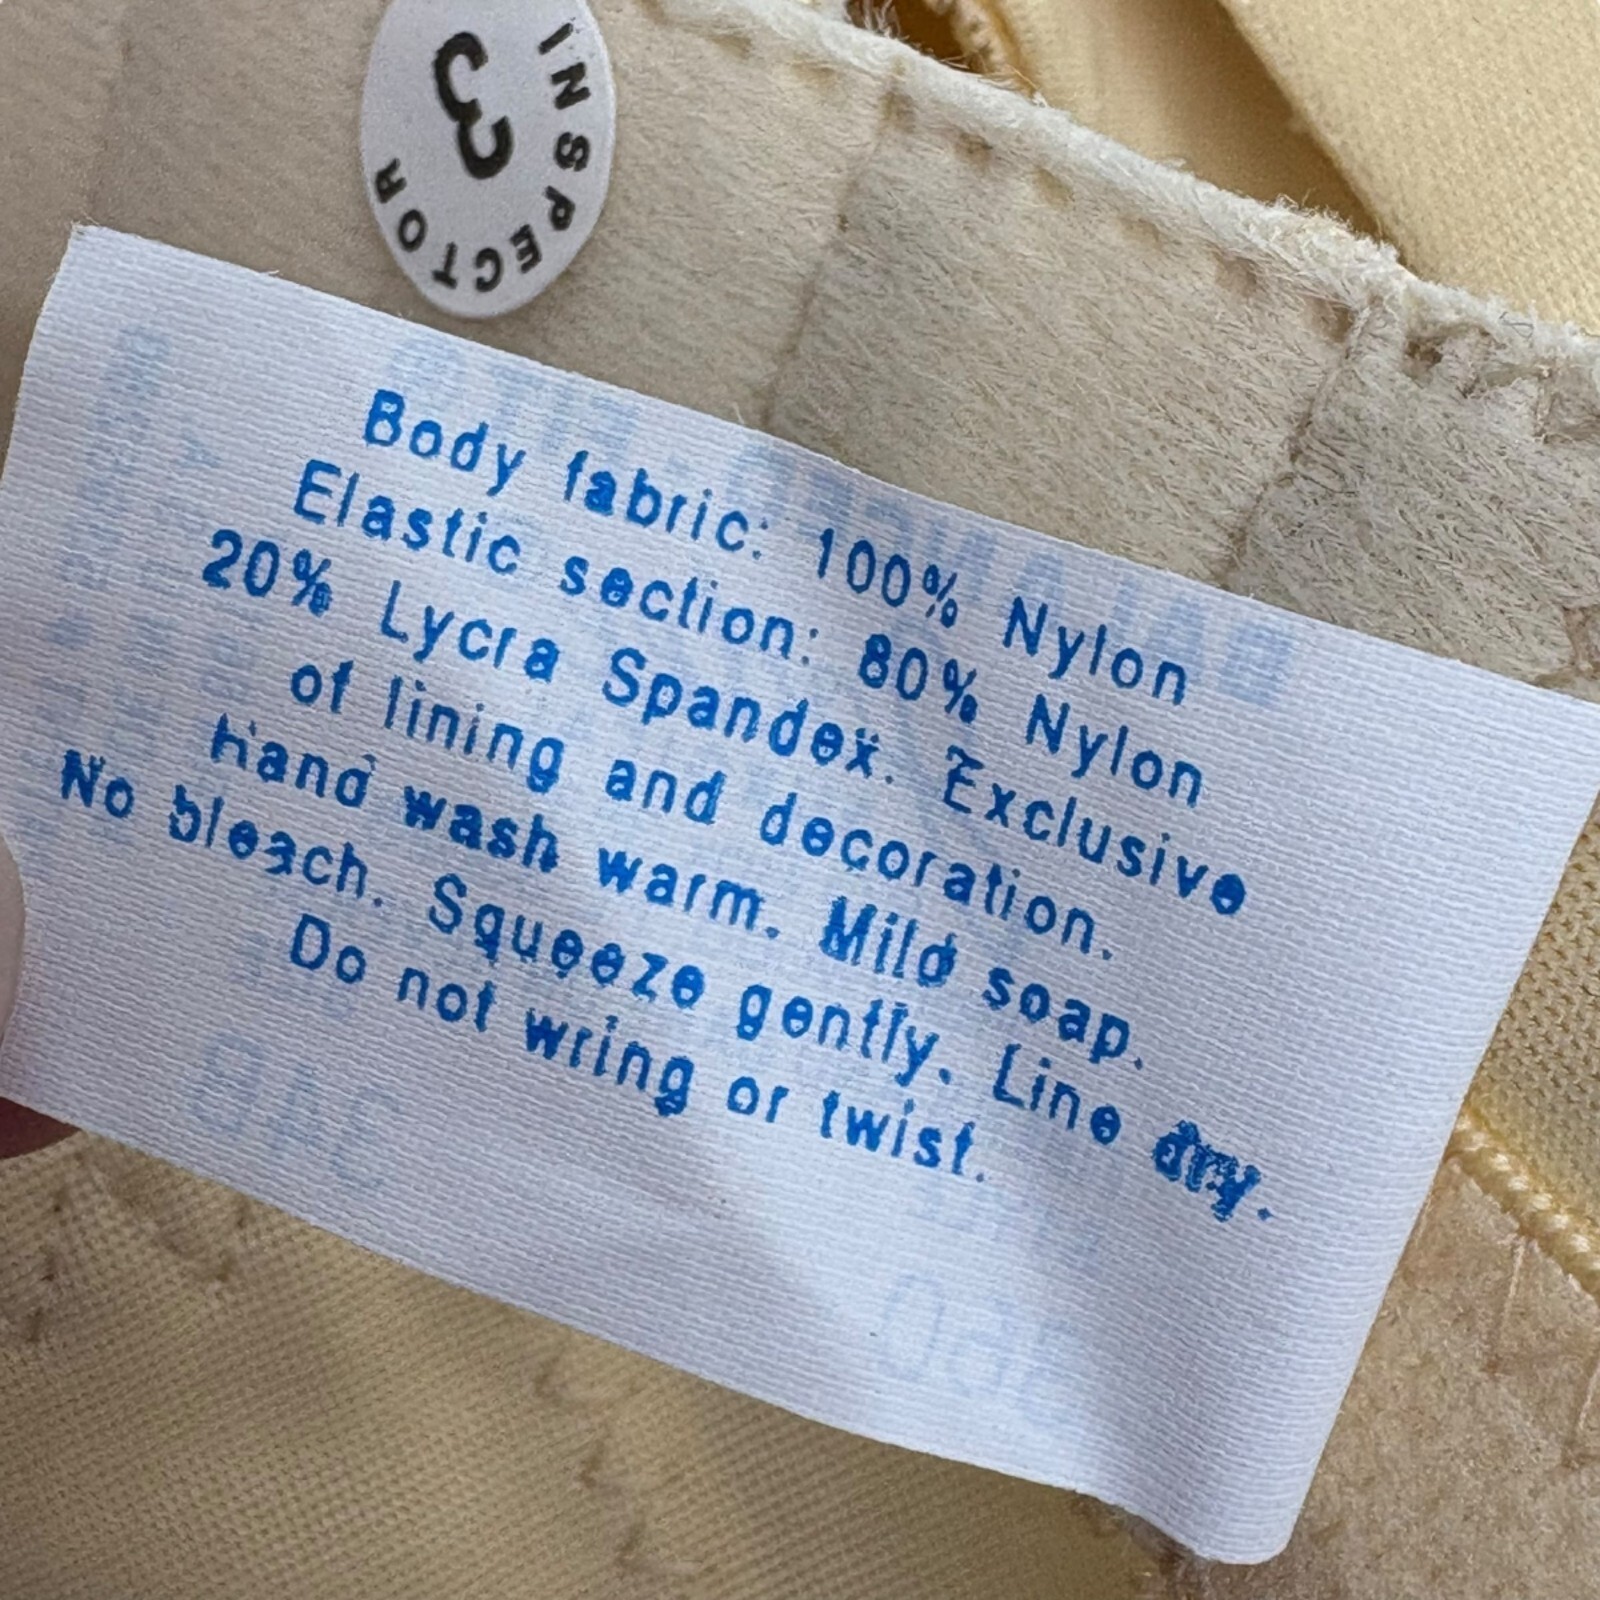 INSPECTOR
3
Body fabric: 100% Nylon
Elastic section: 80% Nylon
20% Lycra Spandex. Exclusive
of lining and decoration.
Hand wash warm. Mild soap.
No bleach. Squeeze gently. Line dry.
Do not wring or twist.
34B